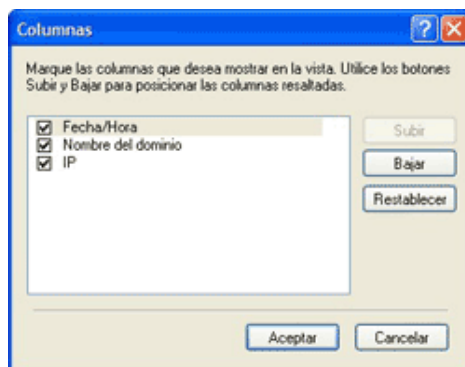 Columnas
Marque las columnas que desea mostrar en la vista. Utilice los botones
Subir y Bajar para posicionar las columnas resaltadas.
Fecha/Hora
Nombre del dominio
IP
Subir
Bajar
Restablecer
Aceptar
Cancelar